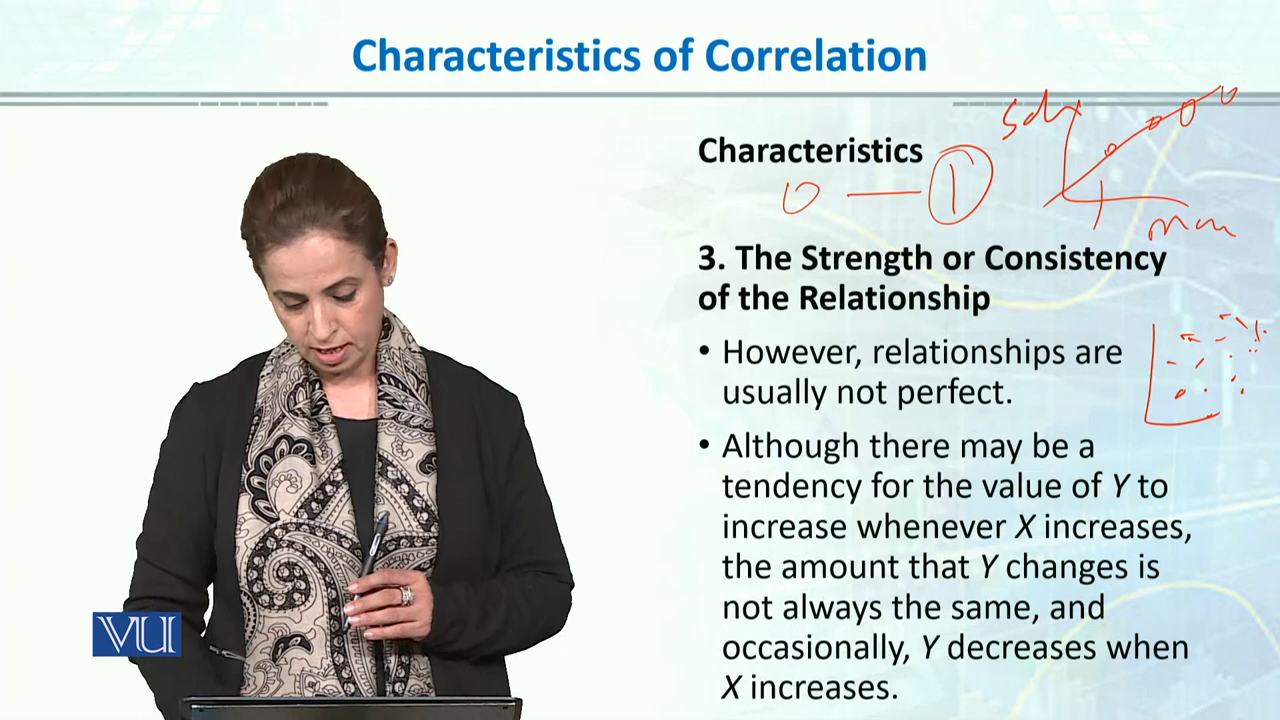 Characteristics of Correlation
Characteristics
0 — 1
3. The Strength or Consistency
of the Relationship
• However, relationships are
usually not perfect.
• Although there may be a
tendency for the value of Y to
increase whenever X increases,
the amount that Y changes is
not always the same, and
occasionally, Y decreases when
X increases.
VU